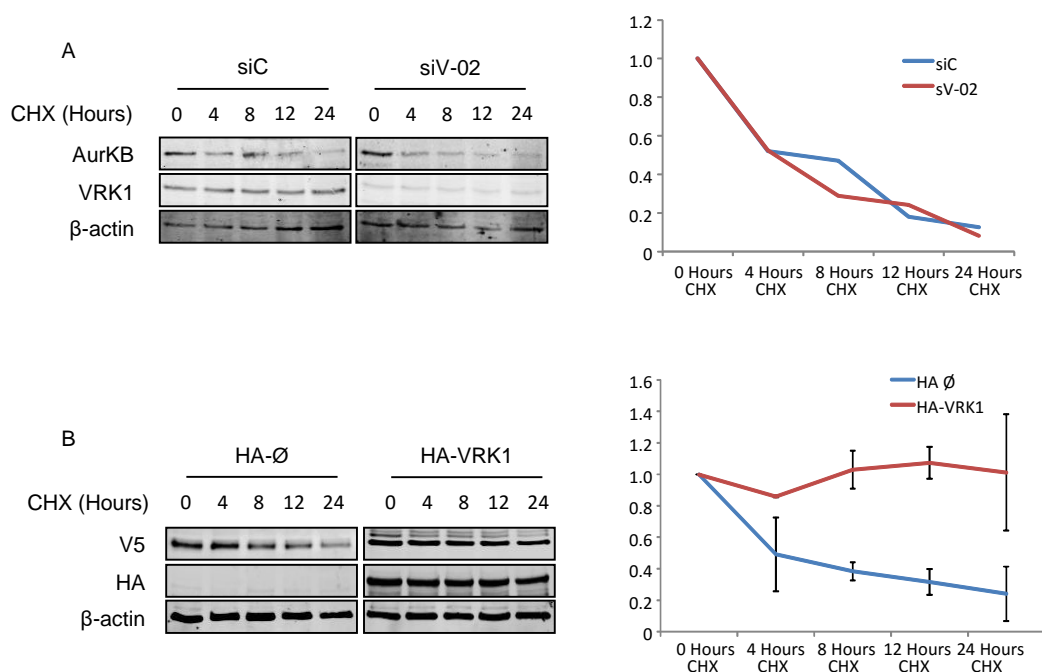 A
siC siV-02
CHX (Hours) 0 4 8 12 24 0 4 8 12 24
AurKB
VRK1
β-actin
1.2
1.0
0.8
0.6
0.4
0.2
0
siC
sV-02
0 Hours 4 Hours 8 Hours 12 Hours 24 Hours
CHX CHX CHX CHX CHX
B
HA-Ø HA-VRK1
CHX (Hours) 0 4 8 12 24 0 4 8 12 24
V5
HA
β-actin
1.6
1.4
1.2
1.0
0.8
0.6
0.4
0.2
0
HA Ø
HA-VRK1
0 Hours 4 Hours 8 Hours 12 Hours 24 Hours
CHX CHX CHX CHX CHX